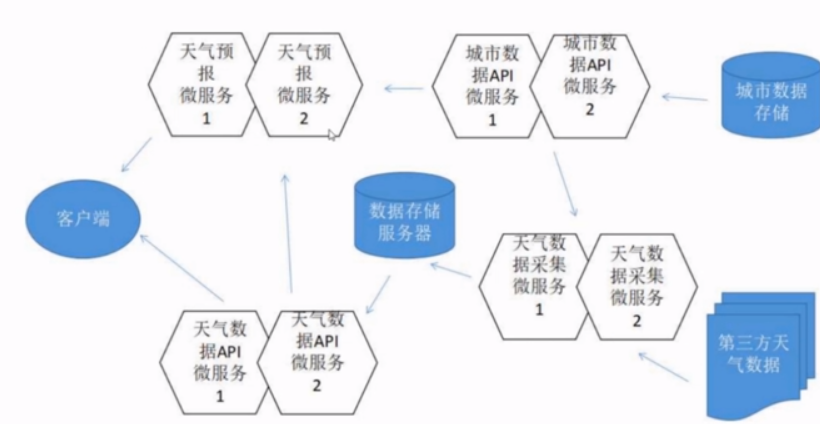 天气预
报
微服务
1
天气预
报
微服务
2
城市数
据API
微服务
1
城市数
据API
微服务
2
城市数据
存储
客户端
数据存储
服务器
天气数
据采集
微服务
1
天气数
据采集
微服务
2
天气数
据API
微服务
1
天气数
据API
微服务
2
第三方天
气数据